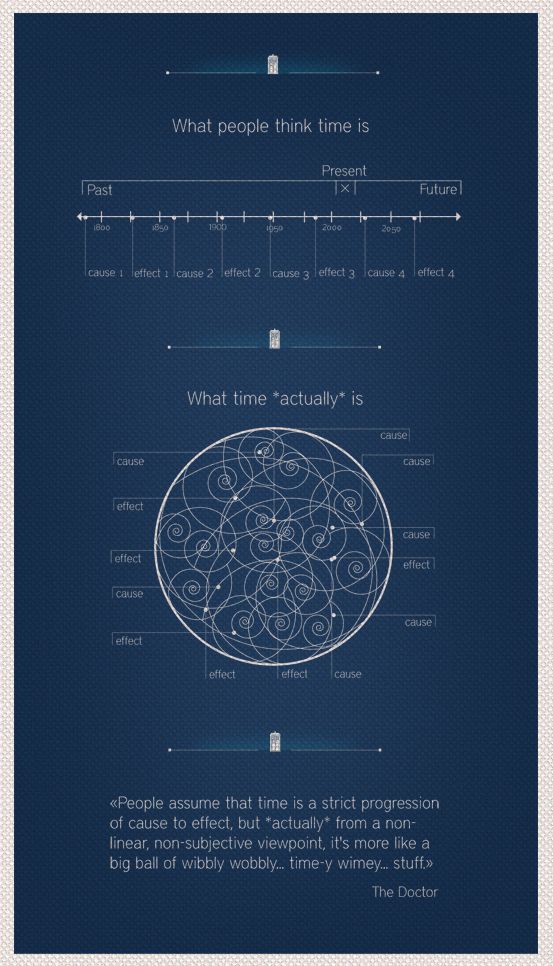 What people think time is
Present
Past
×
Future
1800 1850 1900 1950 2000 2050
cause 1 effect 1 cause 2 effect 2 cause 3 effect 3 cause 4 effect 4
What time *actually* is
cause
cause
cause
effect
cause
effect
effect
cause
cause
effect
effect
effect
cause
«People assume that time is a strict progression
of cause to effect, but *actually* from a non-
linear, non-subjective viewpoint, it's more like a
big ball of wibbly wobbly... time-y wimey... stuff.»
The Doctor